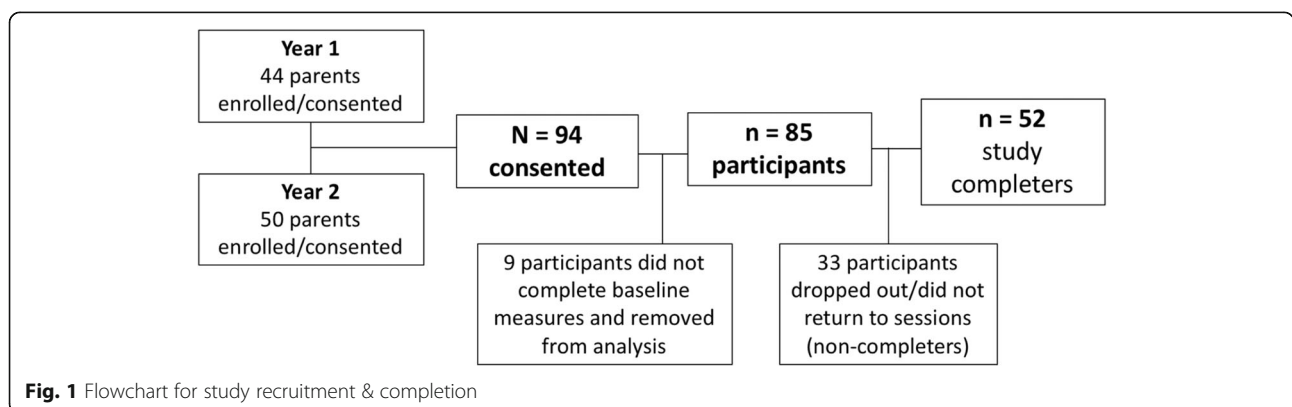 Year 1
44 parents
enrolled/consented
Year 2
50 parents
enrolled/consented
N = 94
consented
9 participants did not
complete baseline
measures and removed
from analysis
n = 85
participants
33 participants
dropped out/did not
return to sessions
(non-completers)
n = 52
study
completers
Fig. 1 Flowchart for study recruitment & completion